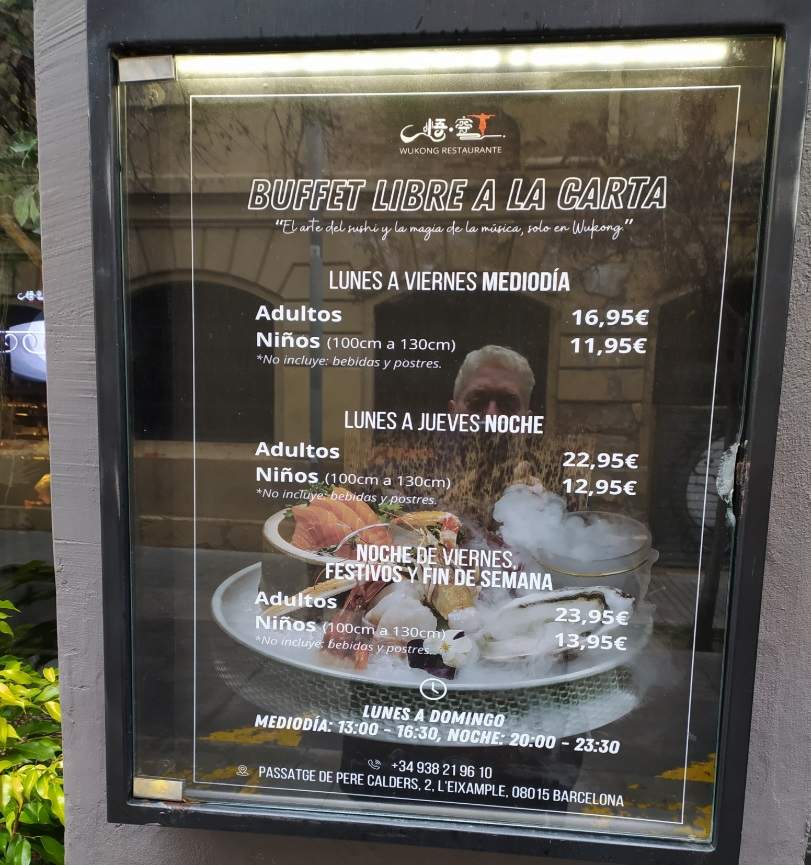 悟·空
WUKONG RESTAURANTE
BUFFET LIBRE A LA CARTA
"El arte del sushi y la magia de la música, solo en Wukong."
LUNES A VIERNES MEDIODÍA
Adultos 16,95€
Niños (100cm a 130cm) 11,95€
*No incluye: bebidas y postres.
LUNES A JUEVES NOCHE
Adultos 22,95€
Niños (100cm a 130cm) 12,95€
*No incluye: bebidas y postres.
NOCHE DE VIERNES,
FESTIVOS Y FIN DE SEMANA
Adultos 23,95€
Niños (100cm a 130cm) 13,95€
*No incluye: bebidas y postres.
LUNES A DOMINGO
MEDIODÍA: 13:00 - 16:30, NOCHE: 20:00 - 23:30
+34 938 21 96 10
PASSATGE DE PERE CALDERS, 2, L'EIXAMPLE, 08015 BARCELONA